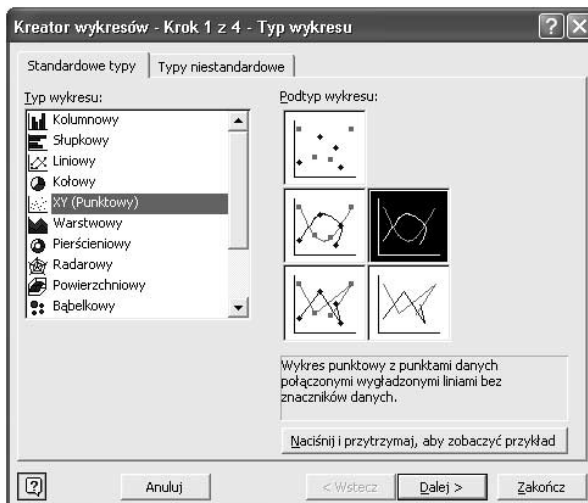 Kreator wykresów - Krok 1 z 4 - Typ wykresu
Standardowe typy
Typy niestandardowe
Typ wykresu:
Kolumnowy
Słupkowy
Liniowy
Kołowy
XY (Punktowy)
Warstwowy
Pierścieniowy
Radarowy
Powierzchniowy
Bąbelkowy
Podtyp wykresu:
Wykres punktowy z punktami danych
połączonymi wygładzonymi liniami bez
znaczników danych.
Naciśnij i przytrzymaj, aby zobaczyć przykład
Anuluj
< Wstecz
Dalej >
Zakończ